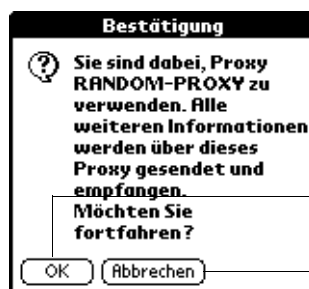 Bestätigung
Sie sind dabei, Proxy
RANDOM-PROXY zu
verwenden. Alle
weiteren Informationen
werden über dieses
Proxy gesendet und
empfangen.
Möchten Sie
fortfahren?
OK Abbrechen